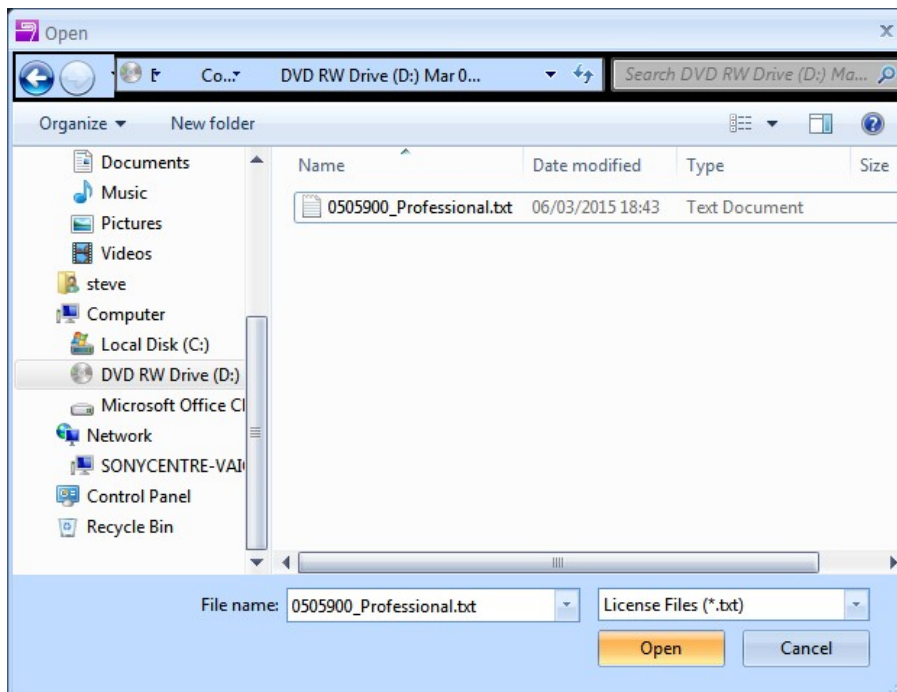 Open
Co... DVD RW Drive (D:) Mar 0... Search DVD RW Drive (D:) Ma...
Organize New folder
Name Date modified Type Size
0505900_Professional.txt 06/03/2015 18:43 Text Document
Documents
Music
Pictures
Videos
steve
Computer
Local Disk (C:)
DVD RW Drive (D:)
Microsoft Office Cl
Network
SONYCENTRE-VAI
Control Panel
Recycle Bin
File name: 0505900_Professional.txt License Files (*.txt)
Open Cancel